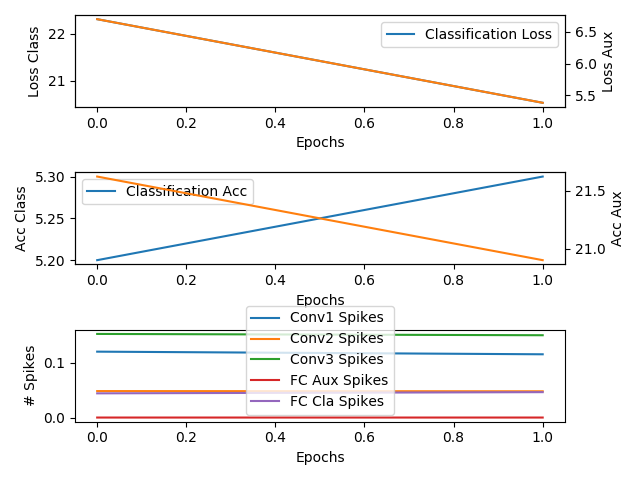 Loss Class
22
21
Classification Loss
6.5
6.0
5.5
Loss Aux
0.0 0.2 0.4 0.6 0.8 1.0
Epochs
Acc Class
5.30
5.25
5.20
Classification Acc
21.5
21.0
Acc Aux
0.0 0.2 0.4 0.6 0.8 1.0
Epochs
# Spikes
0.1
0.0
Conv1 Spikes
Conv2 Spikes
Conv3 Spikes
FC Aux Spikes
FC Cla Spikes
0.0 0.2 0.4 0.6 0.8 1.0
Epochs